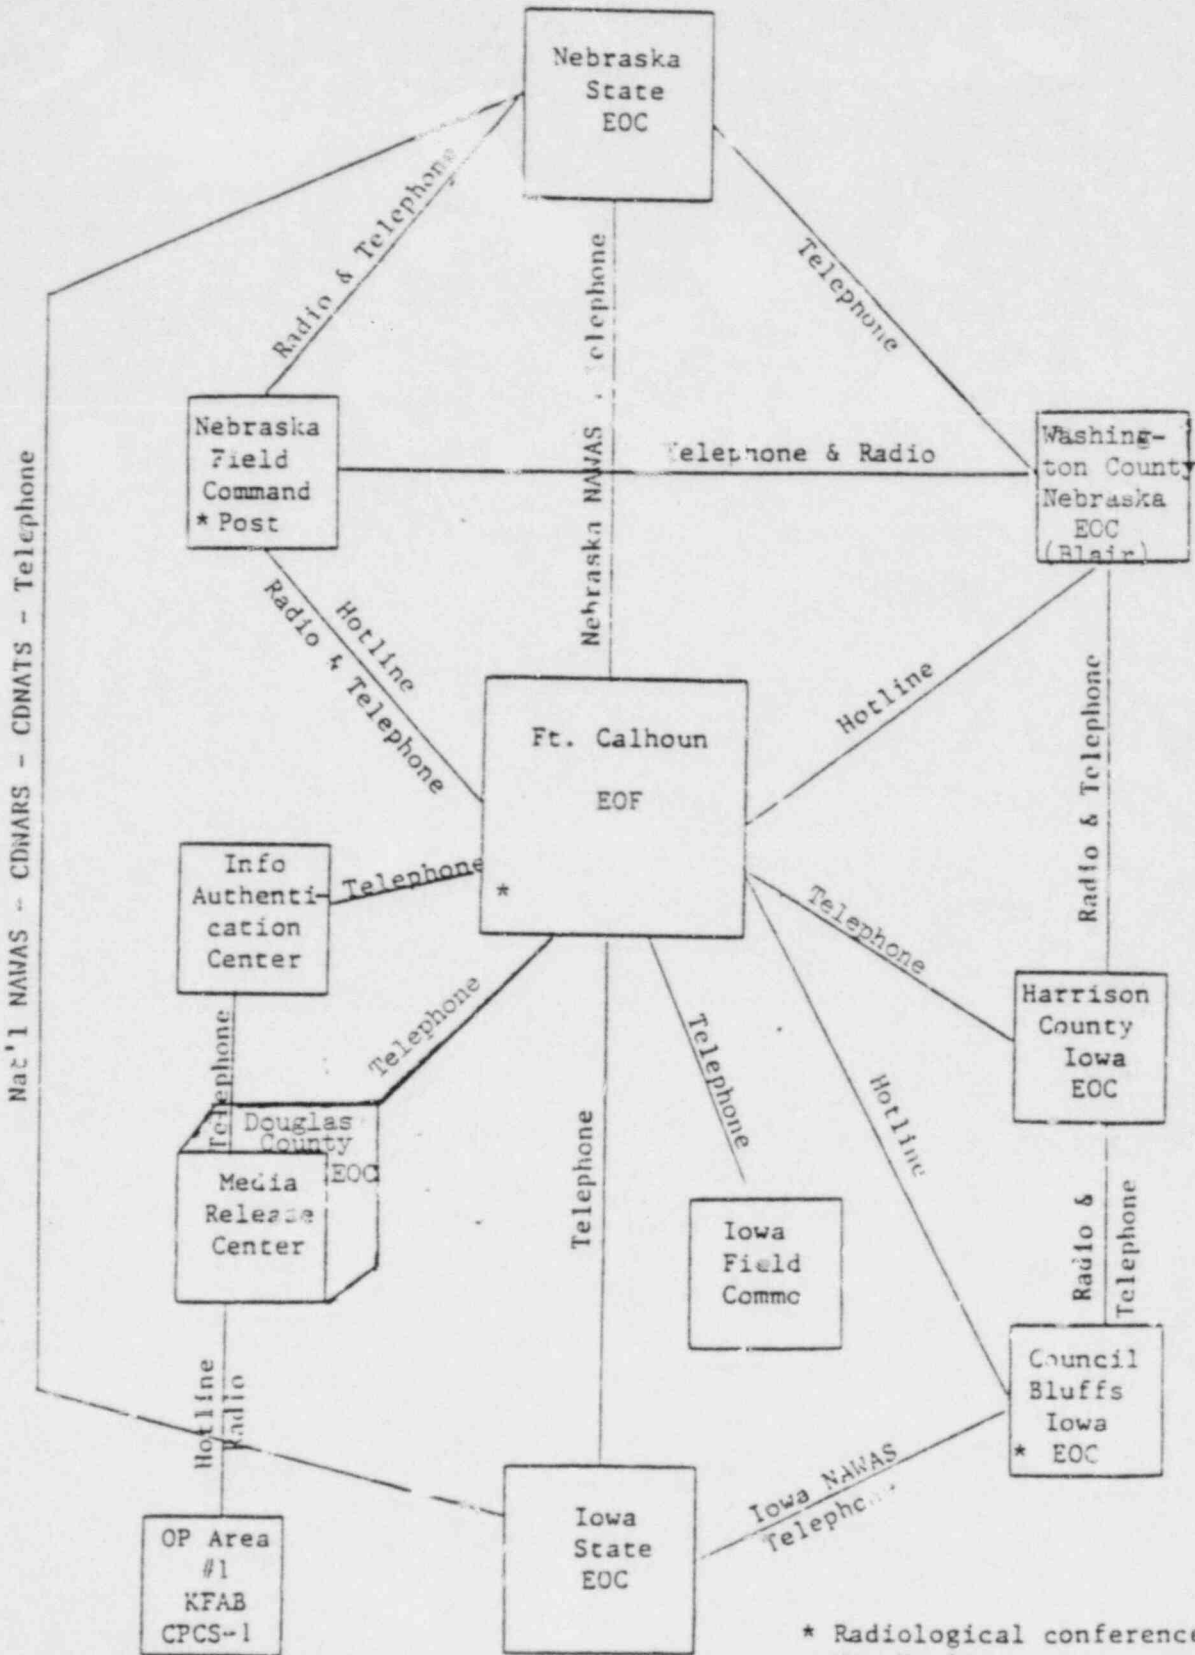 Nebraska
State
EOC
Radio & Telephone
Telephone
Nebraska NAWAS
Nat'l NAWAS - CDNARS - CDNATS - Telephone
Nebraska
Field
Command
* Post
Telephone & Radio
Washing-
ton County
Nebraska
EOC
(Blair)
Hotline
Radio & Telephone
Hotline
Radio & Telephone
Ft. Calhoun
EOF
*
Info
Authenti-
cation
Center
Telephone
Telephone
Telephone
Telephone
Telephone
Telephone
Hotline
Harrison
County
Iowa
EOC
Douglas
County
EOC
Media
Release
Center
Iowa
Field
Radio &
Telephone
Council
Bluffs
Iowa
* EOC
Hotline
Radio
Iowa NAWAS
OP Area
#1
KFAB
CPCS-1
Iowa
State
EOC
* Radiological conference